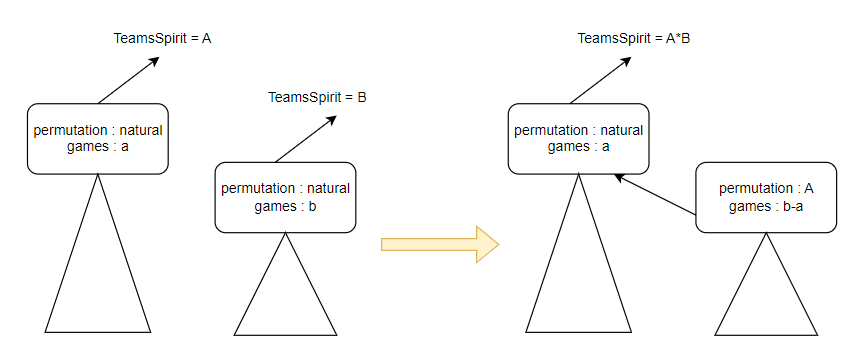 TeamsSpirit = A
permutation : natural
games : a
TeamsSpirit = B
permutation : natural
games : b
TeamsSpirit = A*B
permutation : natural
games : a
permutation : A
games : b-a